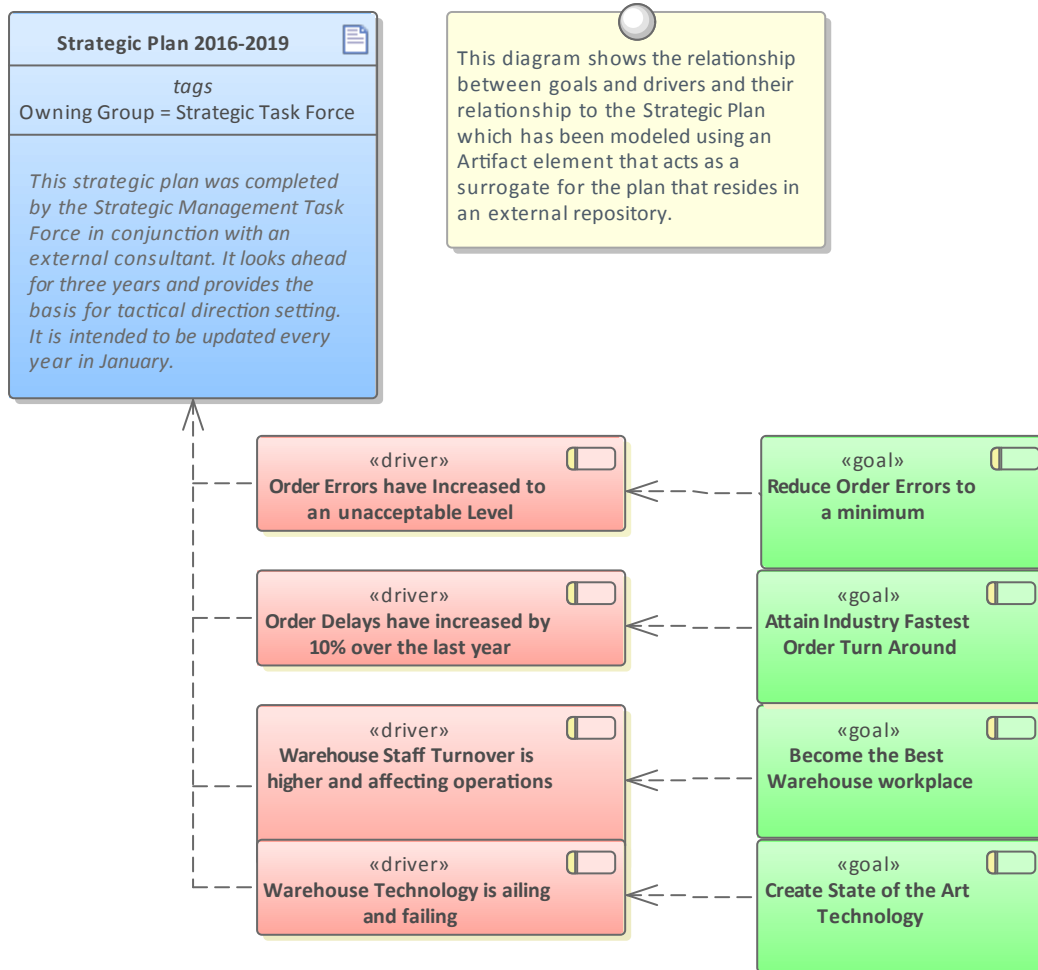 Strategic Plan 2016-2019
tags
Owning Group = Strategic Task Force
This strategic plan was completed
by the Strategic Management Task
Force in conjunction with an
external consultant. It looks ahead
for three years and provides the
basis for tactical direction setting.
It is intended to be updated every
year in January.
This diagram shows the relationship
between goals and drivers and their
relationship to the Strategic Plan
which has been modeled using an
Artifact element that acts as a
surrogate for the plan that resides in
an external repository.
«driver»
Order Errors have Increased to
an unacceptable Level
«goal»
Reduce Order Errors to
a minimum
«driver»
Order Delays have increased by
10% over the last year
«goal»
Attain Industry Fastest
Order Turn Around
«driver»
Warehouse Staff Turnover is
higher and affecting operations
«goal»
Become the Best
Warehouse workplace
«driver»
Warehouse Technology is ailing
and failing
«goal»
Create State of the Art
Technology